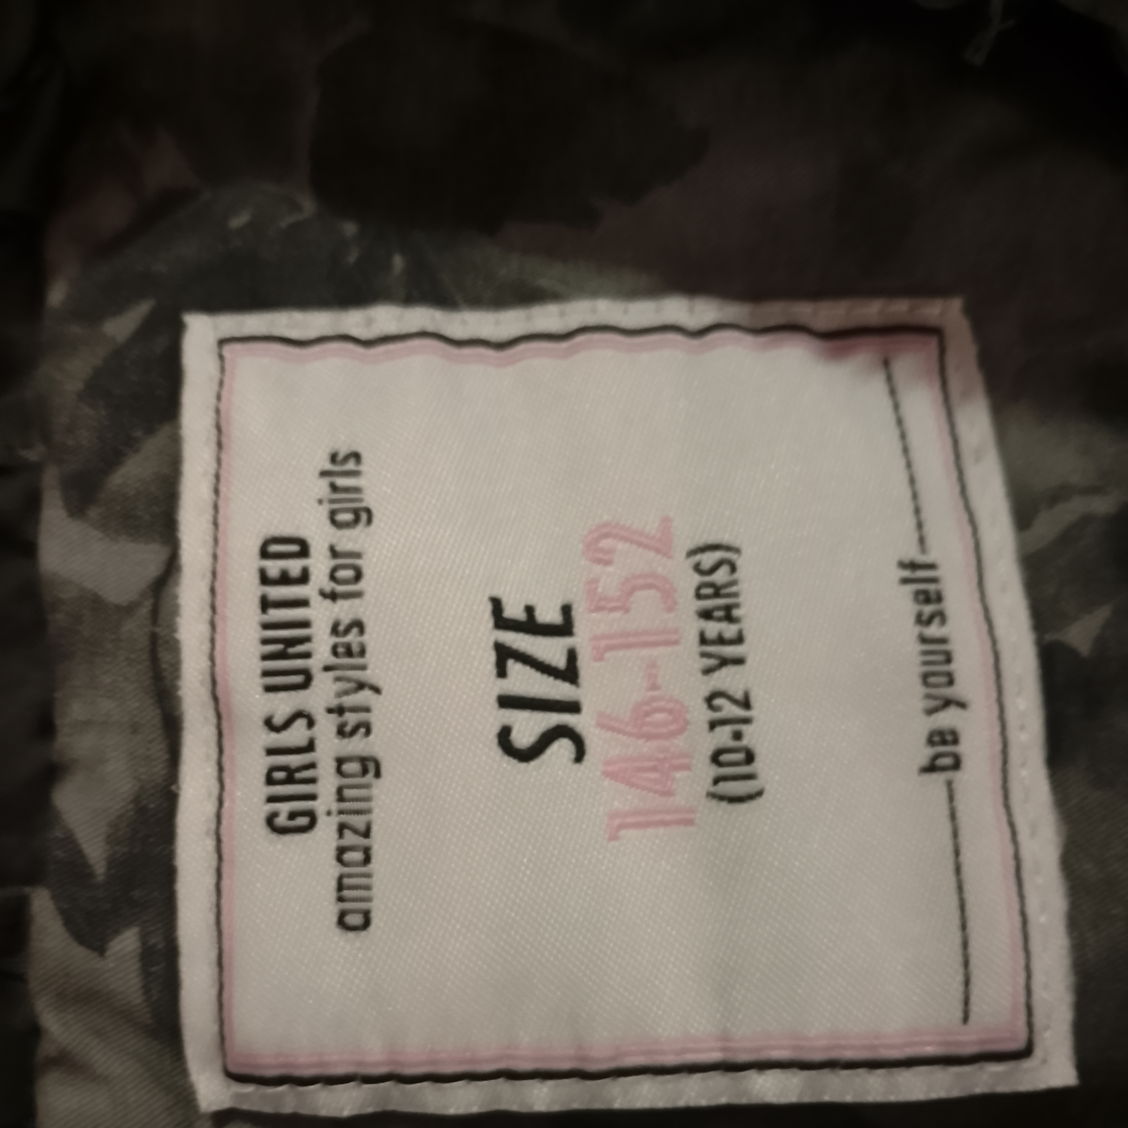 GIRLS UNITED
amazing styles for girls
SIZE
146-152
(10-12 YEARS)
be yourself